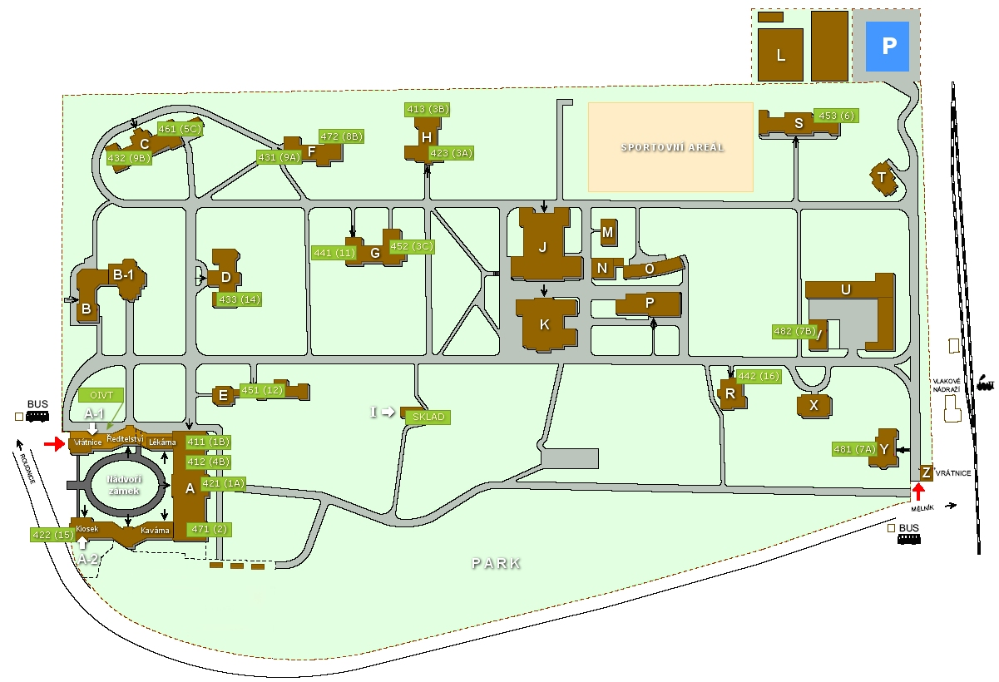 L
P
413 (3B)
453 (6)
S
461 (5C)
C
432 (9B)
472 (8B)
F
431 (9A)
H
423 (3A)
SPORTOVNÍ AREÁL
T
M
J
441 (11)
G
452 (3C)
N
O
B-1
B
D
433 (14)
P
U
K
482 (7B)
V
442 (16)
R
X
E
451 (12)
OIVT
A-1
BUS
I
SKLAD
VLAKOVÉ
NÁDRAŽÍ
Vrátnice
Ředitelství
Lékárna
411 (1B)
412 (4B)
421 (1A)
A
471 (2)
Nádvoří
zámek
ROUDNICE
Kiosek
Kavárna
422 (15)
A-2
481 (7A)
Y
Z
VRÁTNICE
MĚLNÍK
BUS
PARK